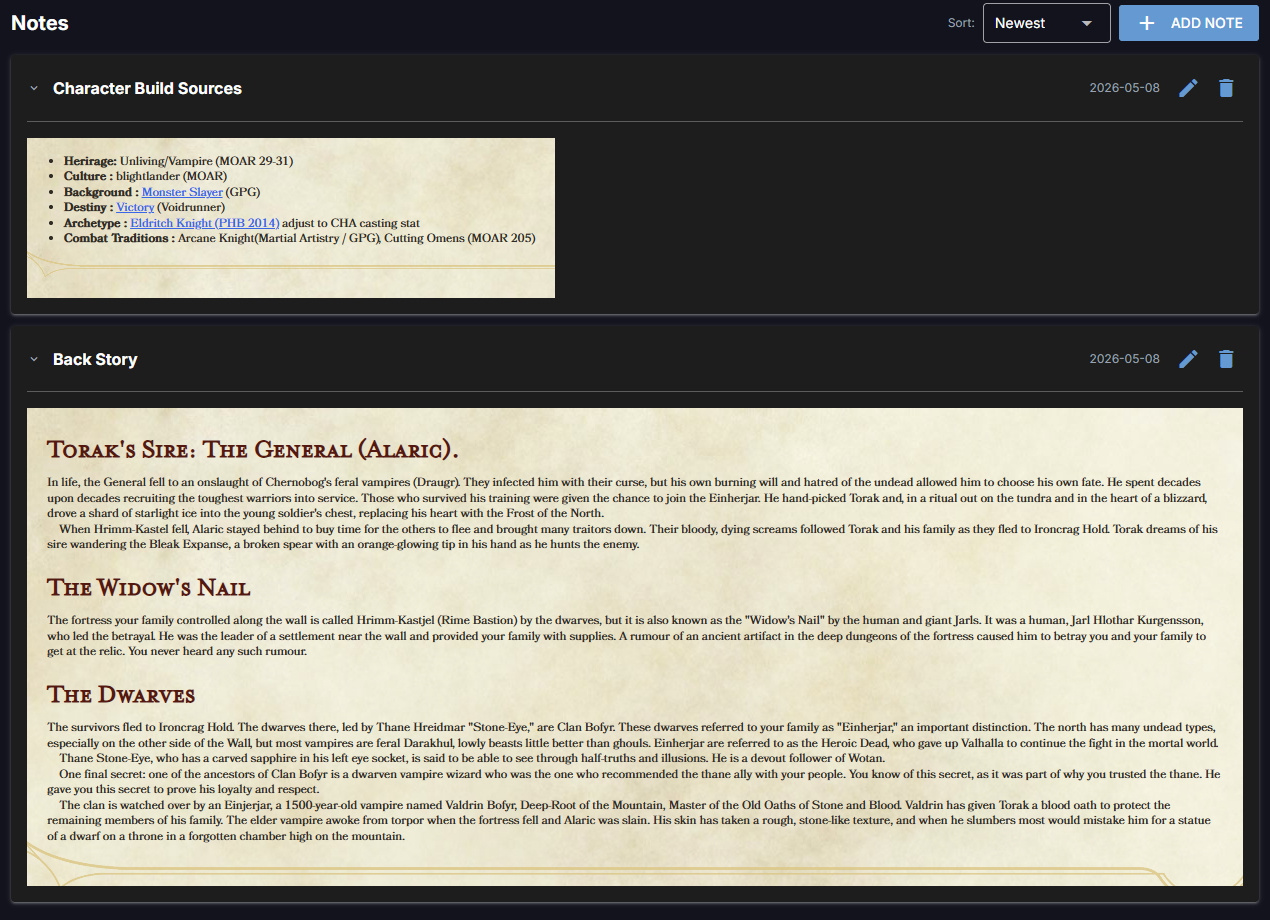 Notes
Sort:
Newest
ADD NOTE
Character Build Sources
2026-05-08
Herirage: Unliving/Vampire (MOAR 29-31)
Culture : blightlander (MOAR)
Background : Monster Slayer (GPG)
Destiny : Victory (Voidrunner)
Archetype : Eldritch Knight (PHB 2014) adjust to CHA casting stat
Combat Traditions : Arcane Knight(Martial Artistry / GPG), Cutting Omens (MOAR 205)
Back Story
2026-05-08
Torak's Sire: The General (Alaric).
In life, the General fell to an onslaught of Chernobog's feral vampires (Draugr). They infected him with their curse, but his own burning will and hatred of the undead allowed him to choose his own fate. He spent decades
upon decades recruiting the toughest warriors into service. Those who survived his training were given the chance to join the Einherjar. He hand-picked Torak and, in a ritual out on the tundra and in the heart of a blizzard,
drove a shard of starlight ice into the young soldier's chest, replacing his heart with the Frost of the North.
When Hrimm-Kastel fell, Alaric stayed behind to buy time for the others to flee and brought many traitors down. Their bloody, dying screams followed Torak and his family as they fled to Ironcrag Hold. Torak dreams of his
sire wandering the Bleak Expanse, a broken spear with an orange-glowing tip in his hand as he hunts the enemy.
The Widow's Nail
The fortress your family controlled along the wall is called Hrimm-Kastjel (Rime Bastion) by the dwarves, but it is also known as the "Widow's Nail" by the human and giant Jarls. It was a human, Jarl Hlothar Kurgensson,
who led the betrayal. He was the leader of a settlement near the wall and provided your family with supplies. A rumour of an ancient artifact in the deep dungeons of the fortress caused him to betray you and your family to
get at the relic. You never heard any such rumour.
The Dwarves
The survivors fled to Ironcrag Hold. The dwarves there, led by Thane Hreidmar "Stone-Eye," are Clan Bofyr. These dwarves referred to your family as "Einherjar," an important distinction. The north has many undead types,
especially on the other side of the Wall, but most vampires are feral Darakhul, lowly beasts little better than ghouls. Einherjar are referred to as the Heroic Dead, who gave up Valhalla to continue the fight in the mortal world.
Thane Stone-Eye, who has a carved sapphire in his left eye socket, is said to be able to see through half-truths and illusions. He is a devout follower of Wotan.
One final secret: one of the ancestors of Clan Bofyr is a dwarven vampire wizard who was the one who recommended the thane ally with your people. You know of this secret, as it was part of why you trusted the thane. He
gave you this secret to prove his loyalty and respect.
The clan is watched over by an Einjerjar, a 1500-year-old vampire named Valdrin Bofyr, Deep-Root of the Mountain, Master of the Old Oaths of Stone and Blood. Valdrin has given Torak a blood oath to protect the
remaining members of his family. The elder vampire awoke from torpor when the fortress fell and Alaric was slain. His skin has taken a rough, stone-like texture, and when he slumbers most would mistake him for a statue
of a dwarf on a throne in a forgotten chamber high on the mountain.